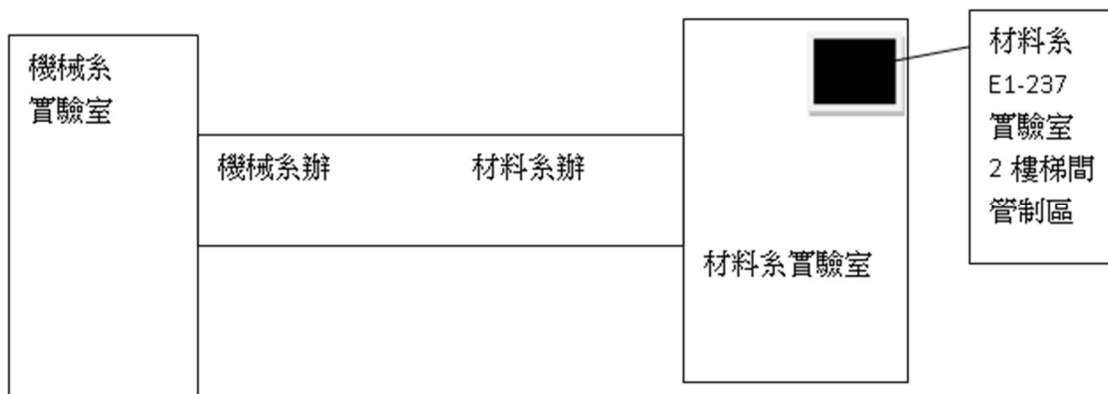 機械系
實驗室
機械系辦
材料系辦
材料系實驗室
材料系
E1-237
實驗室
2 樓梯間
管制區